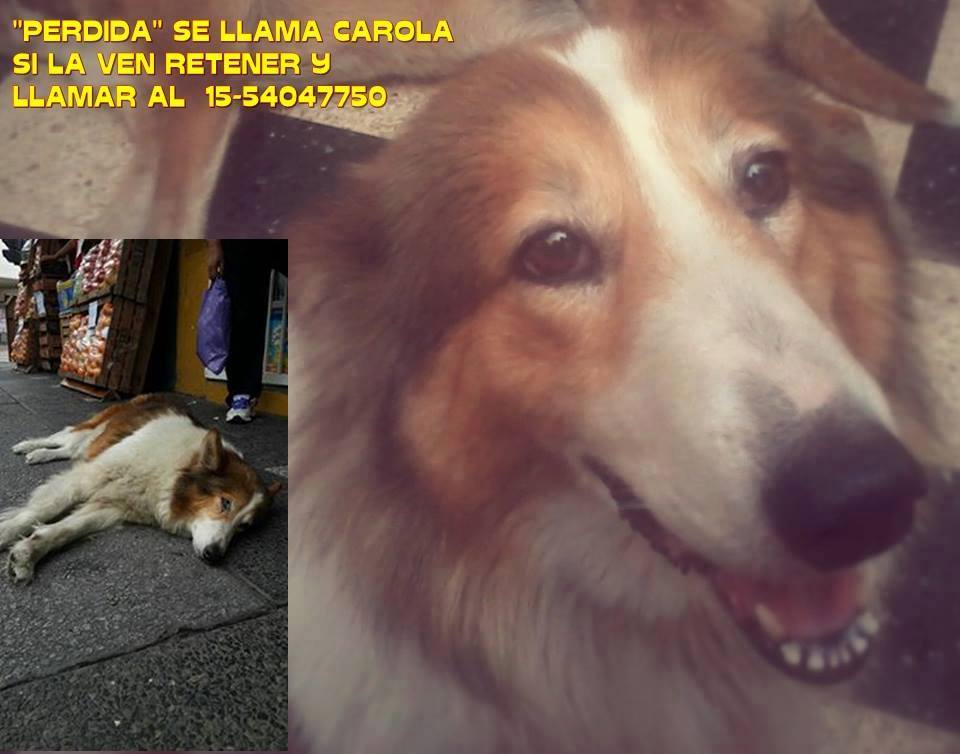 "PERDIDA" SE LLAMA CAROLA
SI LA VEN RETENER Y
LLAMAR AL 15-54047750